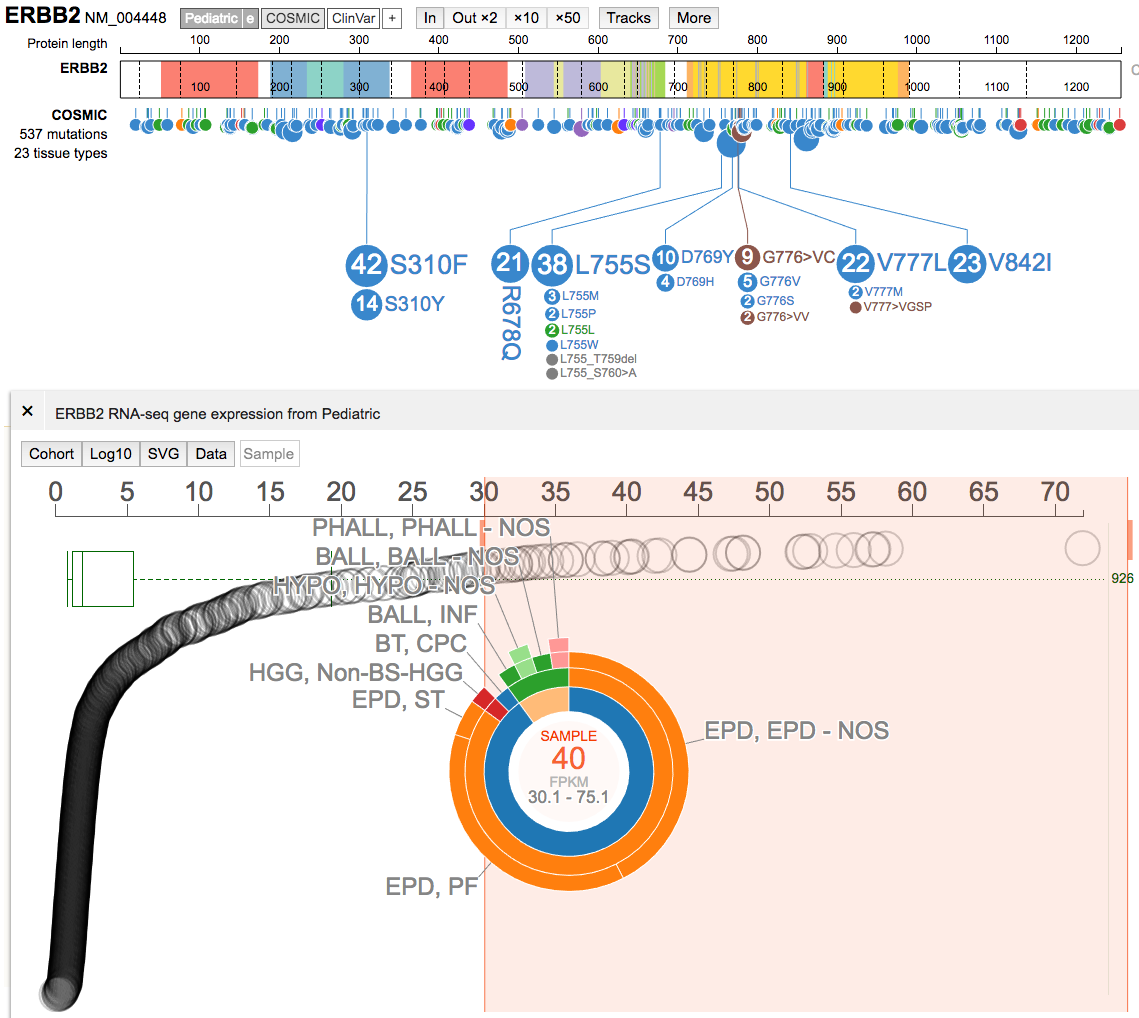 ERBB2 NM_004448 Pediatric e COSMIC ClinVar + In Out ×2 ×10 ×50 Tracks More
Protein length 100 200 300 400 500 600 700 800 900 1000 1100 1200
ERBB2
100 200 300 400 500 600 700 800 900 1000 1100 1200
COSMIC
537 mutations
23 tissue types
42 S310F
14 S310Y
21 R678Q
38 L755S
3 L755M
2 L755P
2 L755L
L755W
L755_T759del
L755_S760>A
10 D769Y
4 D769H
9 G776>VC
5 G776V
2 G776S
2 G776>VV
22 V777L
2 V777M
V777>VGSP
23 V842I
× ERBB2 RNA-seq gene expression from Pediatric
Cohort Log10 SVG Data Sample
0 5 10 15 20 25 30 35 40 45 50 55 60 65 70
PHALL, PHALL - NOS
BALL, BALL - NOS
926
HYPO, HYPO - NOS
BALL, INF
BT, CPC
HGG, Non-BS-HGG
EPD, ST
EPD, EPD - NOS
SAMPLE
40
FPKM
30.1 - 75.1
EPD, PF